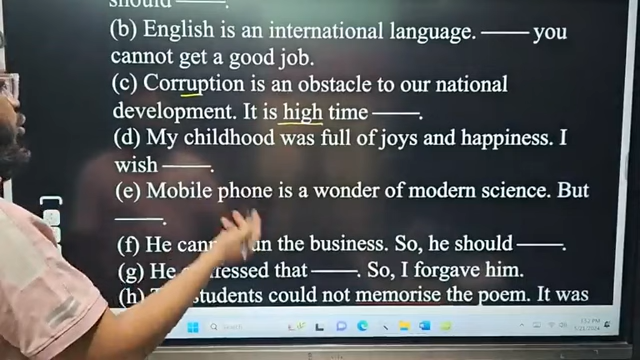 should ——.
(b) English is an international language. —— you
cannot get a good job.
(c) Corruption is an obstacle to our national
development. It is high time ——.
(d) My childhood was full of joys and happiness. I
wish ——.
(e) Mobile phone is a wonder of modern science. But
——.
(f) He the business. So, he should ——.
(g) He that ——. So, I forgave him.
(h) students could not memorise the poem. It was
Search